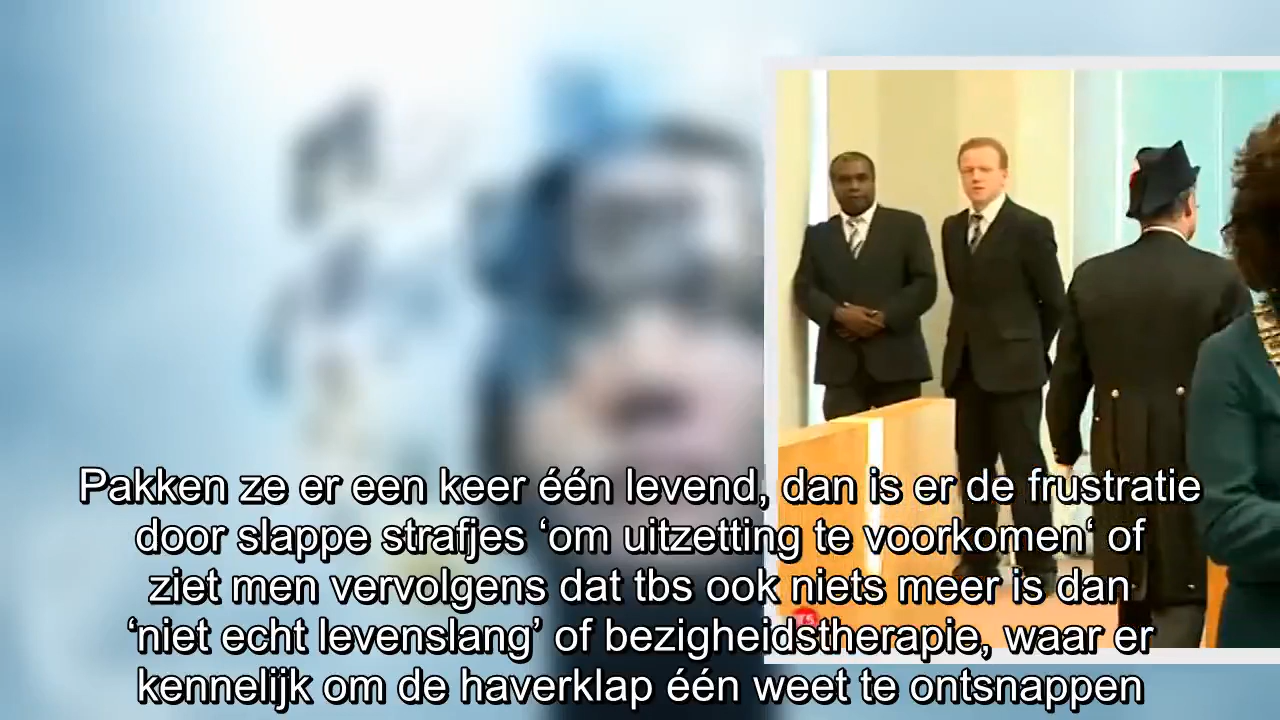 Pakken ze er een keer één levend, dan is er de frustratie
door slappe strafjes ‘om uitzetting te voorkomen‘ of
ziet men vervolgens dat tbs ook niets meer is dan
‘niet echt levenslang’ of bezigheidstherapie, waar er
kennelijk om de haverklap één weet te ontsnappen